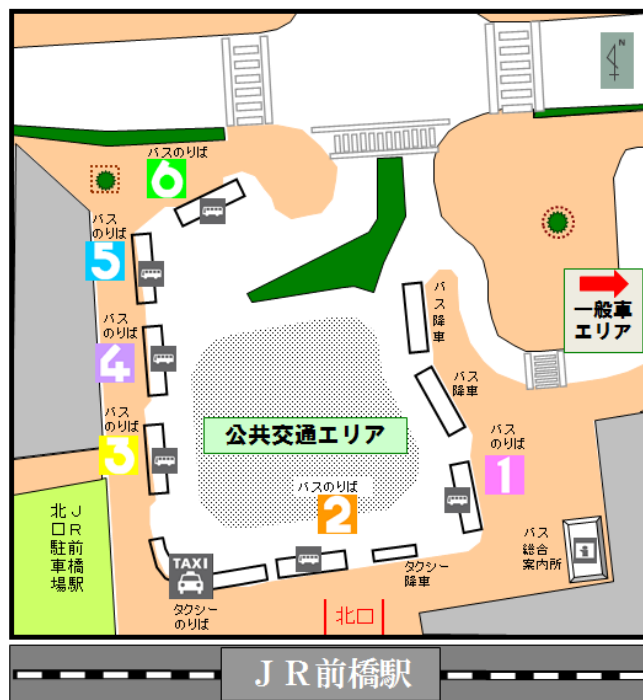 N
バスのりば
6
バス
のりば
5
バス
のりば
4
バス
のりば
3
バス
降車
バス
降車
一般車
エリア
公共交通エリア
バス
のりば
1
バスのりば
2
バス
総合
案内所
i
タクシー
降車
TAXI
タクシー
のりば
JR前橋駅
北口駐車場
北口
JR前橋駅